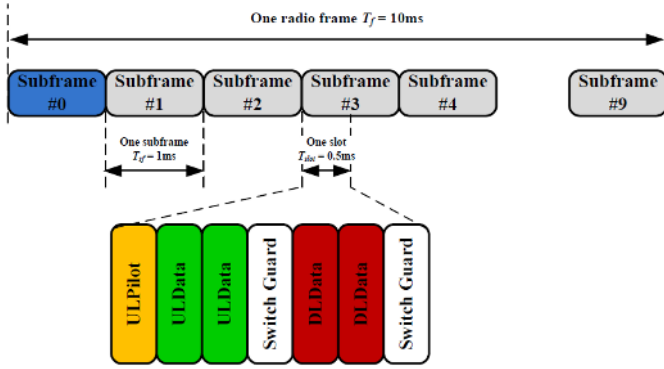 One radio frame T_f = 10ms
Subframe #0
Subframe #1
Subframe #2
Subframe #3
Subframe #4
Subframe #9
One subframe
T_sf = 1ms
One slot
T_slot = 0.5ms
ULPilot
ULData
ULData
Switch Guard
DLData
DLData
Switch Guard